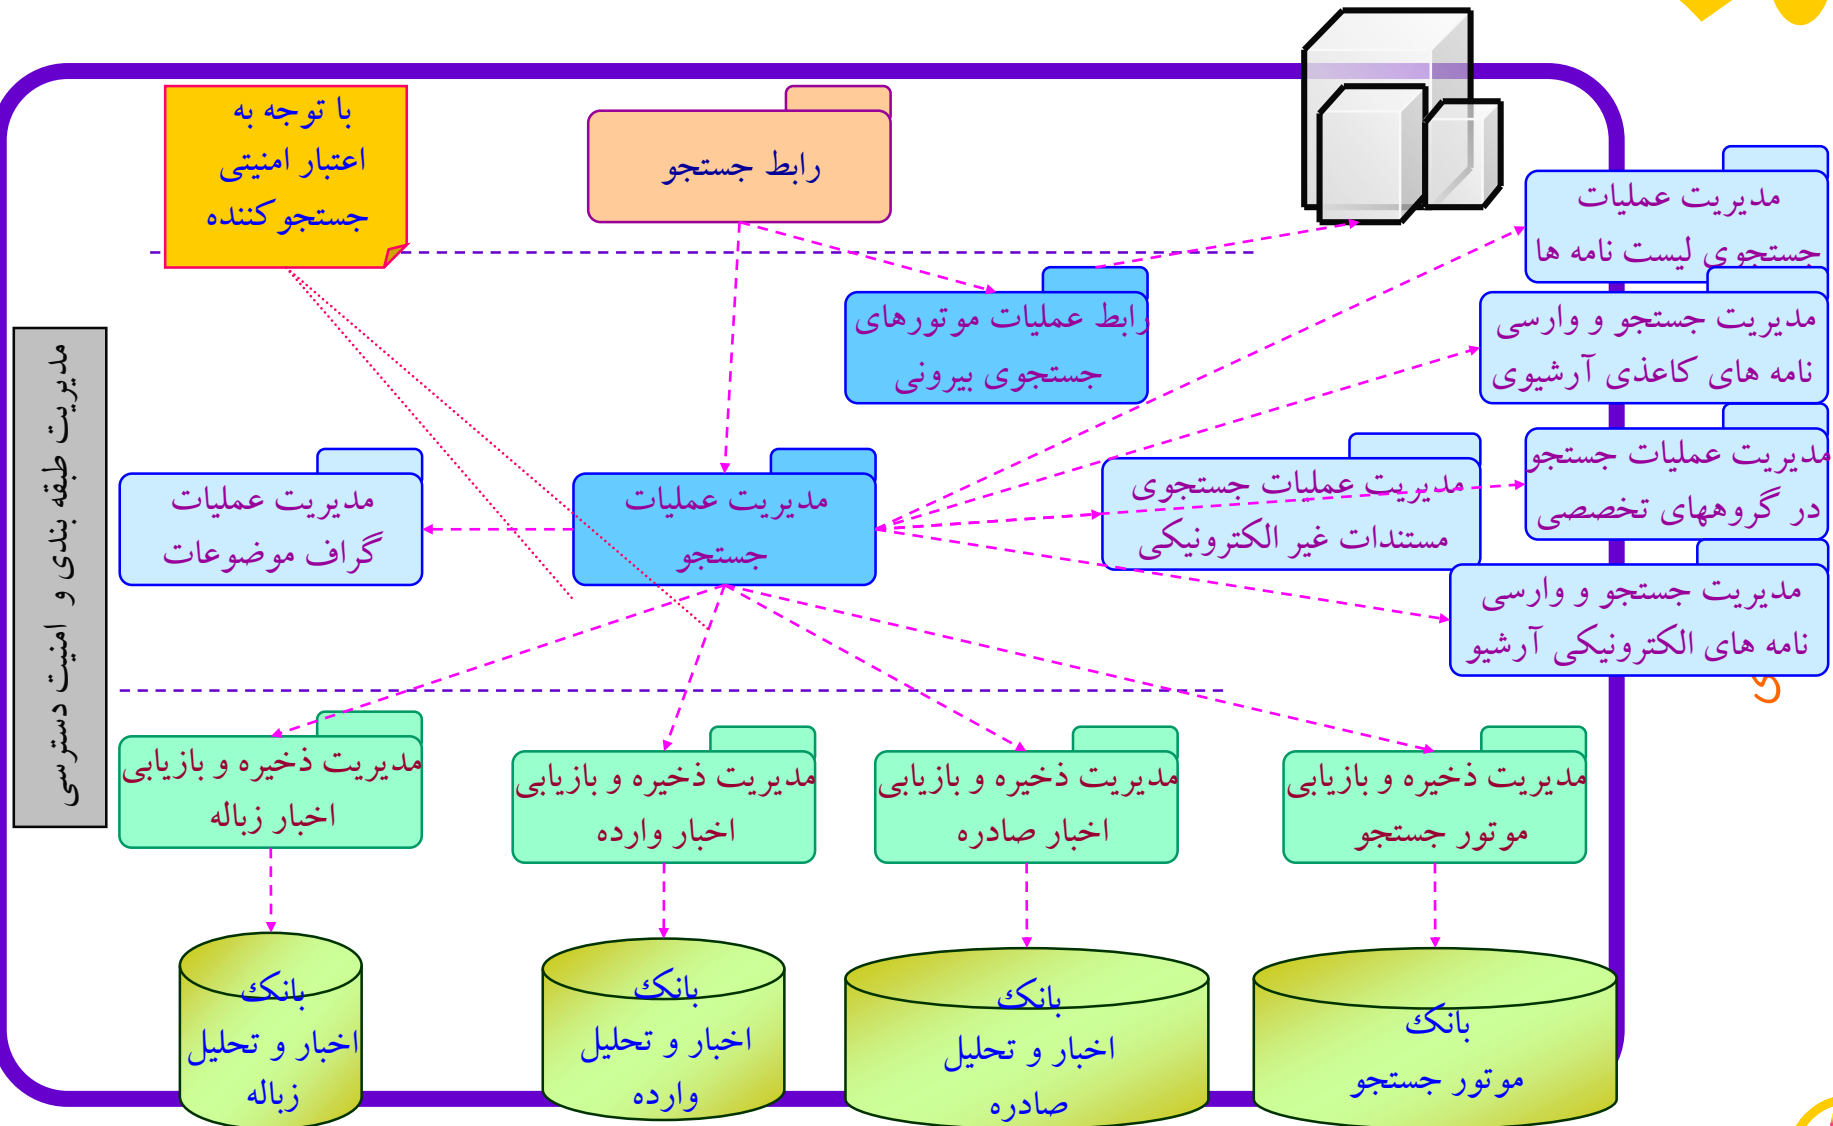 با توجه به
اعتبار امنیتی
جستجوکننده
رابط جستجو
مدیریت عملیات
جستجوی لیست نامه ها
رابط عملیات موتورهای
جستجوی بیرونی
مدیریت جستجو و وارسی
نامه های کاغذی آرشیوی
مدیریت طبقه بندی و امنیت دسترسی
مدیریت عملیات
گراف موضوعات
مدیریت عملیات
جستجو
مدیریت عملیات جستجوی
مستندات غیر الکترونیکی
مدیریت عملیات جستجو
در گروههای تخصصی
مدیریت جستجو و وارسی
نامه های الکترونیکی آرشیو
مدیریت ذخیره و بازیابی
اخبار زباله
مدیریت ذخیره و بازیابی
اخبار وارده
مدیریت ذخیره و بازیابی
اخبار صادره
مدیریت ذخیره و بازیابی
موتور جستجو
بانک
اخبار و تحلیل
زباله
بانک
اخبار و تحلیل
وارده
بانک
اخبار و تحلیل
صادره
بانک
موتور جستجو